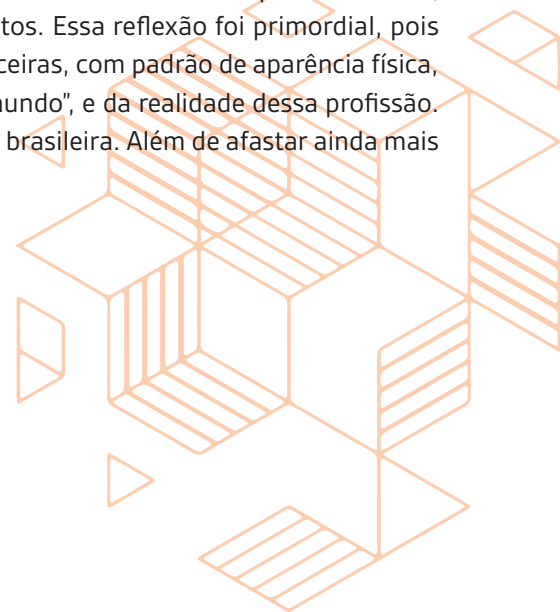 tos. Essa reflexão foi primordial, pois
ceiras, com padrão de aparência física,
nundo”, e da realidade dessa profissão.
brasileira. Além de afastar ainda mais